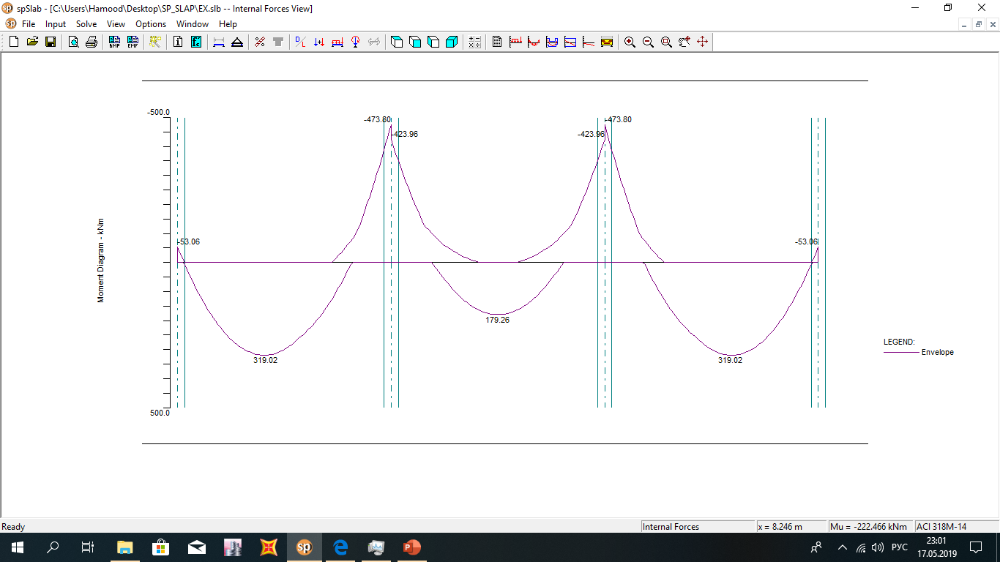 spSlab - [C:\Users\Hamood\Desktop\SP_SLAP\EX.slb -- Internal Forces View]
File Input Solve View Options Window Help
-500.0
-473.80 -473.80
-423.96 -423.96
-53.06 -53.06
Moment Diagram - kNm
179.26
319.02 319.02
LEGEND:
Envelope
500.0
Ready Internal Forces x = 8.246 m Mu = -222.466 kNm ACI 318M-14
РУС 23:01
17.05.2019